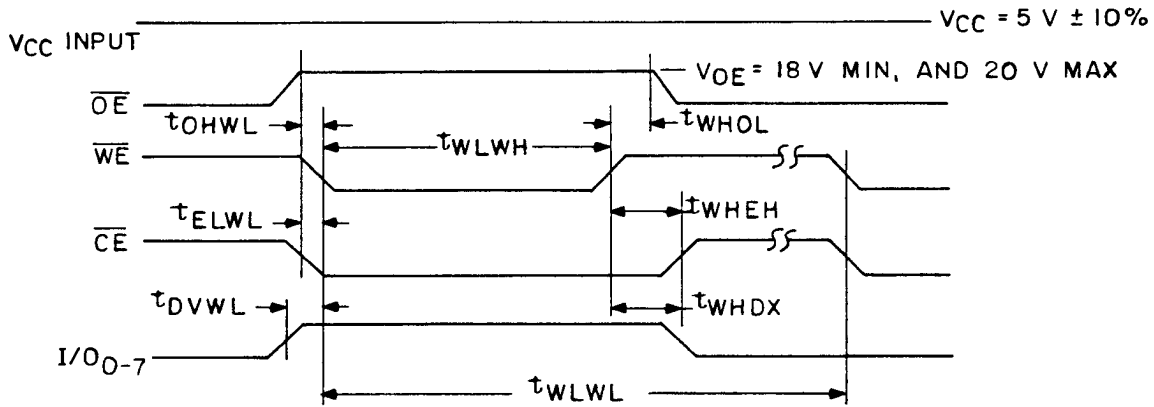 VCC = 5 V ± 10%
VCC INPUT
VOE = 18 V MIN, AND 20 V MAX
OE
tOHWL
tWHOL
tWLWH
WE
tELWL
tWHEH
CE
tDVWL
tWHDX
I/O0-7
tWLWL